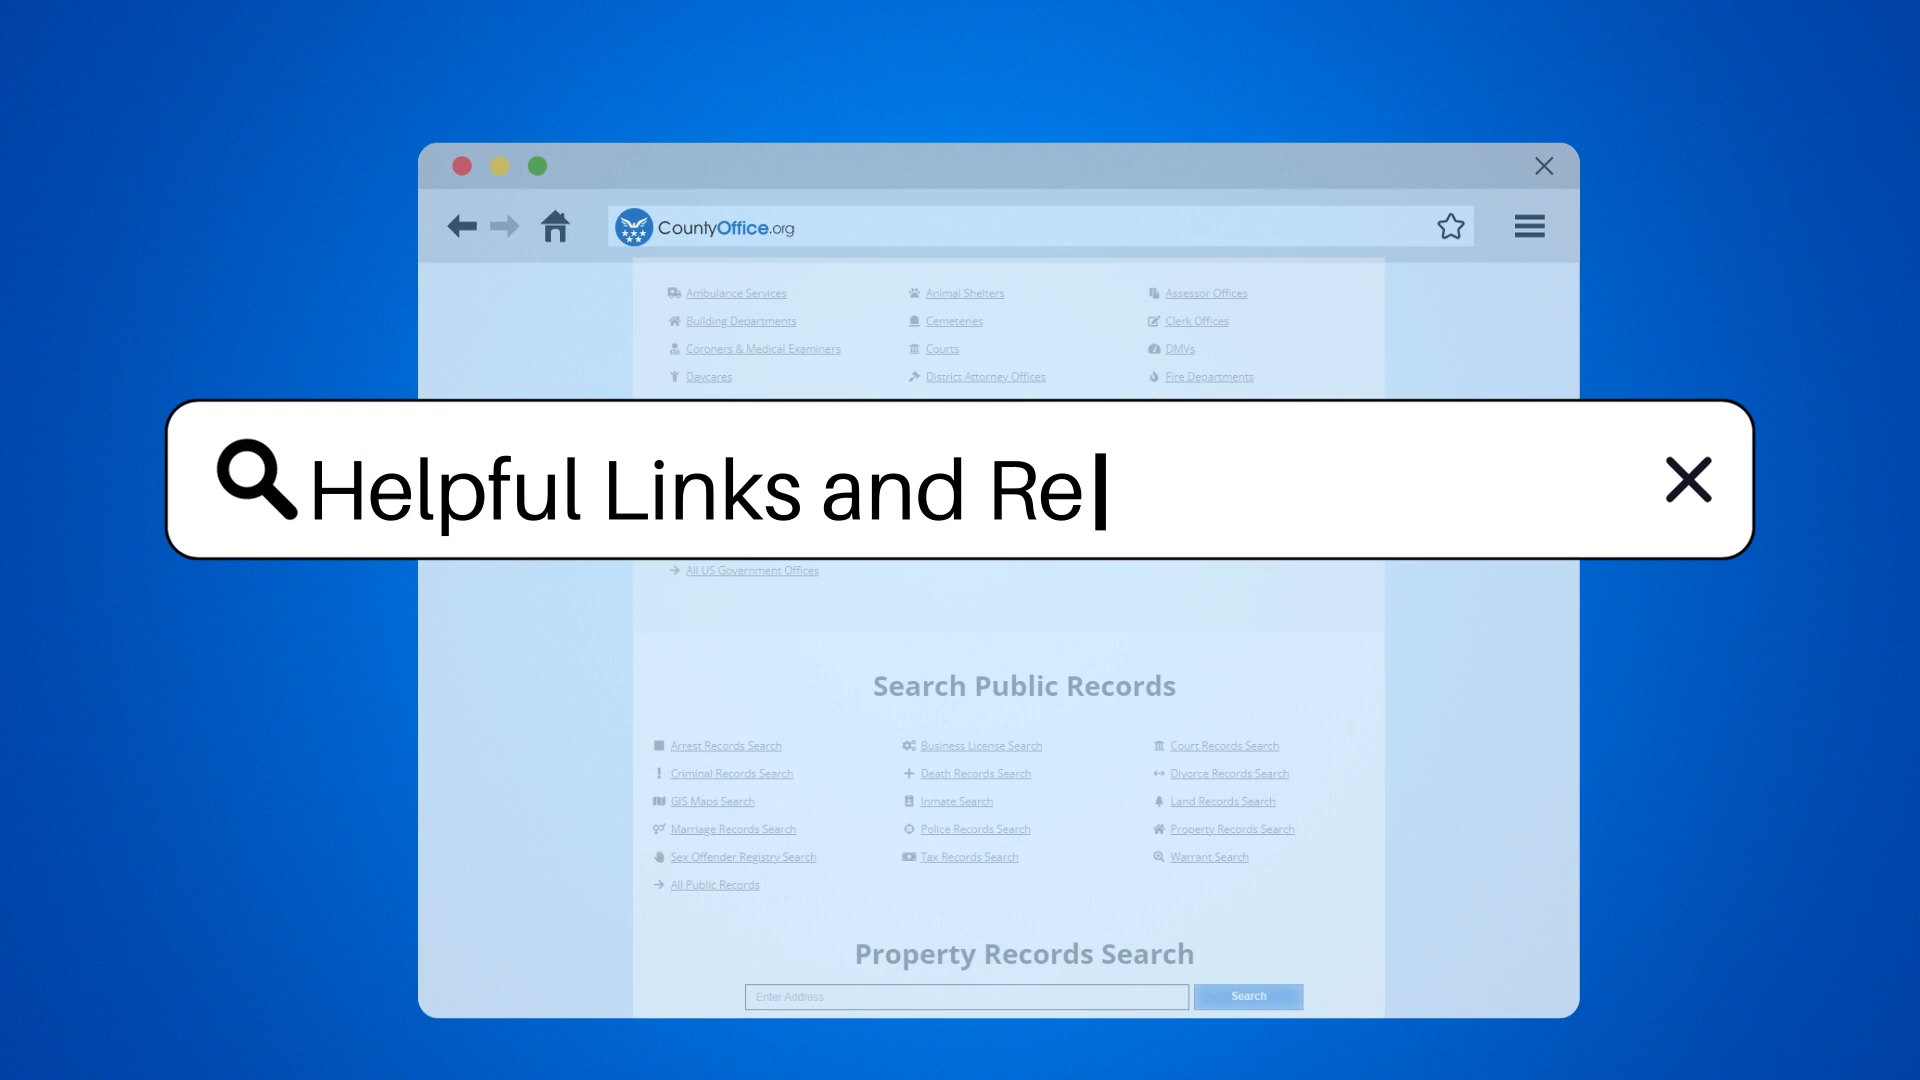 CountyOffice.org
Ambulance Services Animal Shelters Assessor Offices
Building Departments Cemeteries Clerk Offices
Coroners & Medical Examiners Courts DMVs
Daycares District Attorney Offices Fire Departments
Helpful Links and Re
All US Government Offices
Search Public Records
Arrest Records Search Business License Search Court Records Search
Criminal Records Search Death Records Search Divorce Records Search
GIS Maps Search Inmate Search Land Records Search
Marriage Records Search Police Records Search Property Records Search
Sex Offender Registry Search Tax Records Search Warrant Search
All Public Records
Property Records Search
Enter Address Search